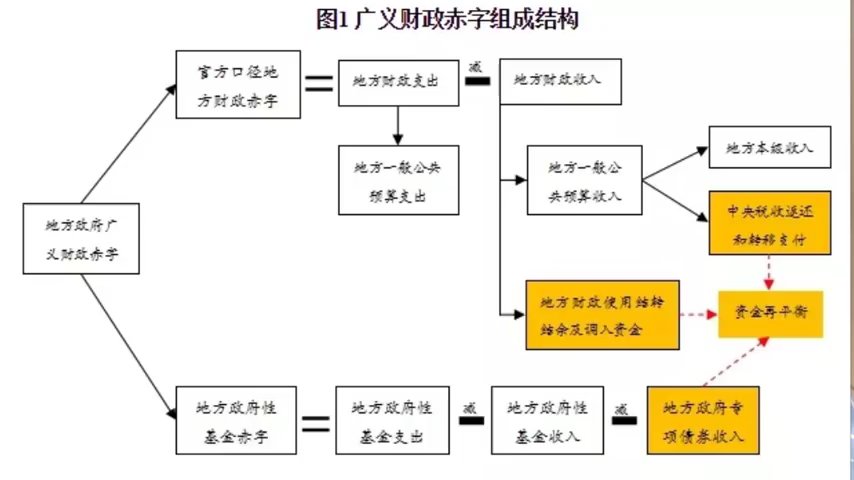 图1 广义财政赤字组成结构
官方口径地
方财政赤字
地方财政支出
减
地方财政收入
地方一般公共
预算支出
地方一般公
共预算收入
地方本级收入
中央税收返还
和转移支付
地方政府广
义财政赤字
地方财政使用结转
结余及调入资金
资金再平衡
地方政府性
基金赤字
地方政府性
基金支出
减
地方政府性
基金收入
减
地方政府专
项债券收入